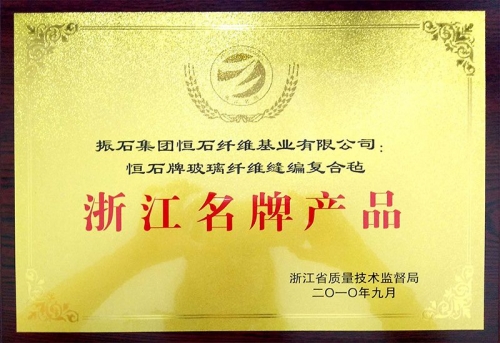 振石集团恒石纤维基业有限公司：
恒石牌玻璃纤维缝编复合毡
浙江名牌产品
浙江省质量技术监督局
二〇一〇年九月